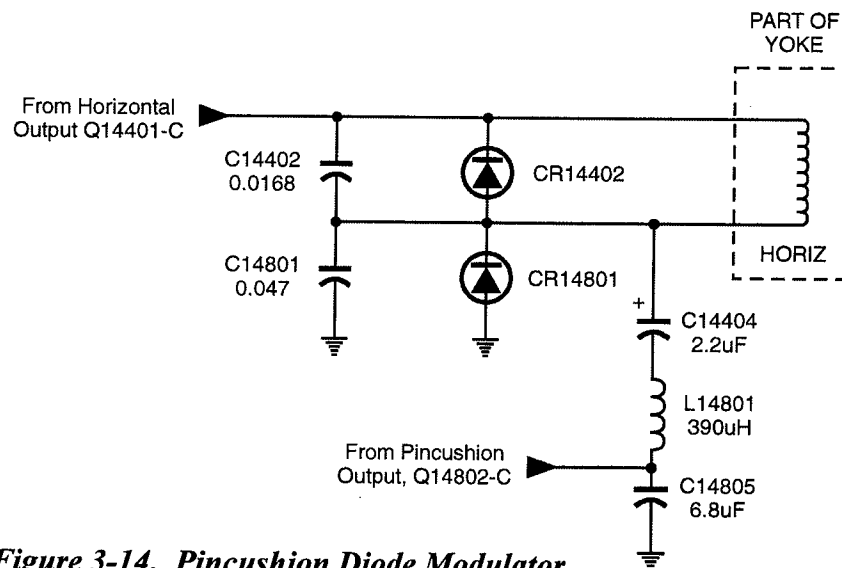 PART OF
YOKE
From Horizontal
Output Q14401-C
C14402
0.0168
CR14402
C14801
0.047
CR14801
HORIZ
+
C14404
2.2uF
L14801
390uH
From Pincushion
Output, Q14802-C
C14805
6.8uF
Figure 3-14. Pincushion Diode Modulator